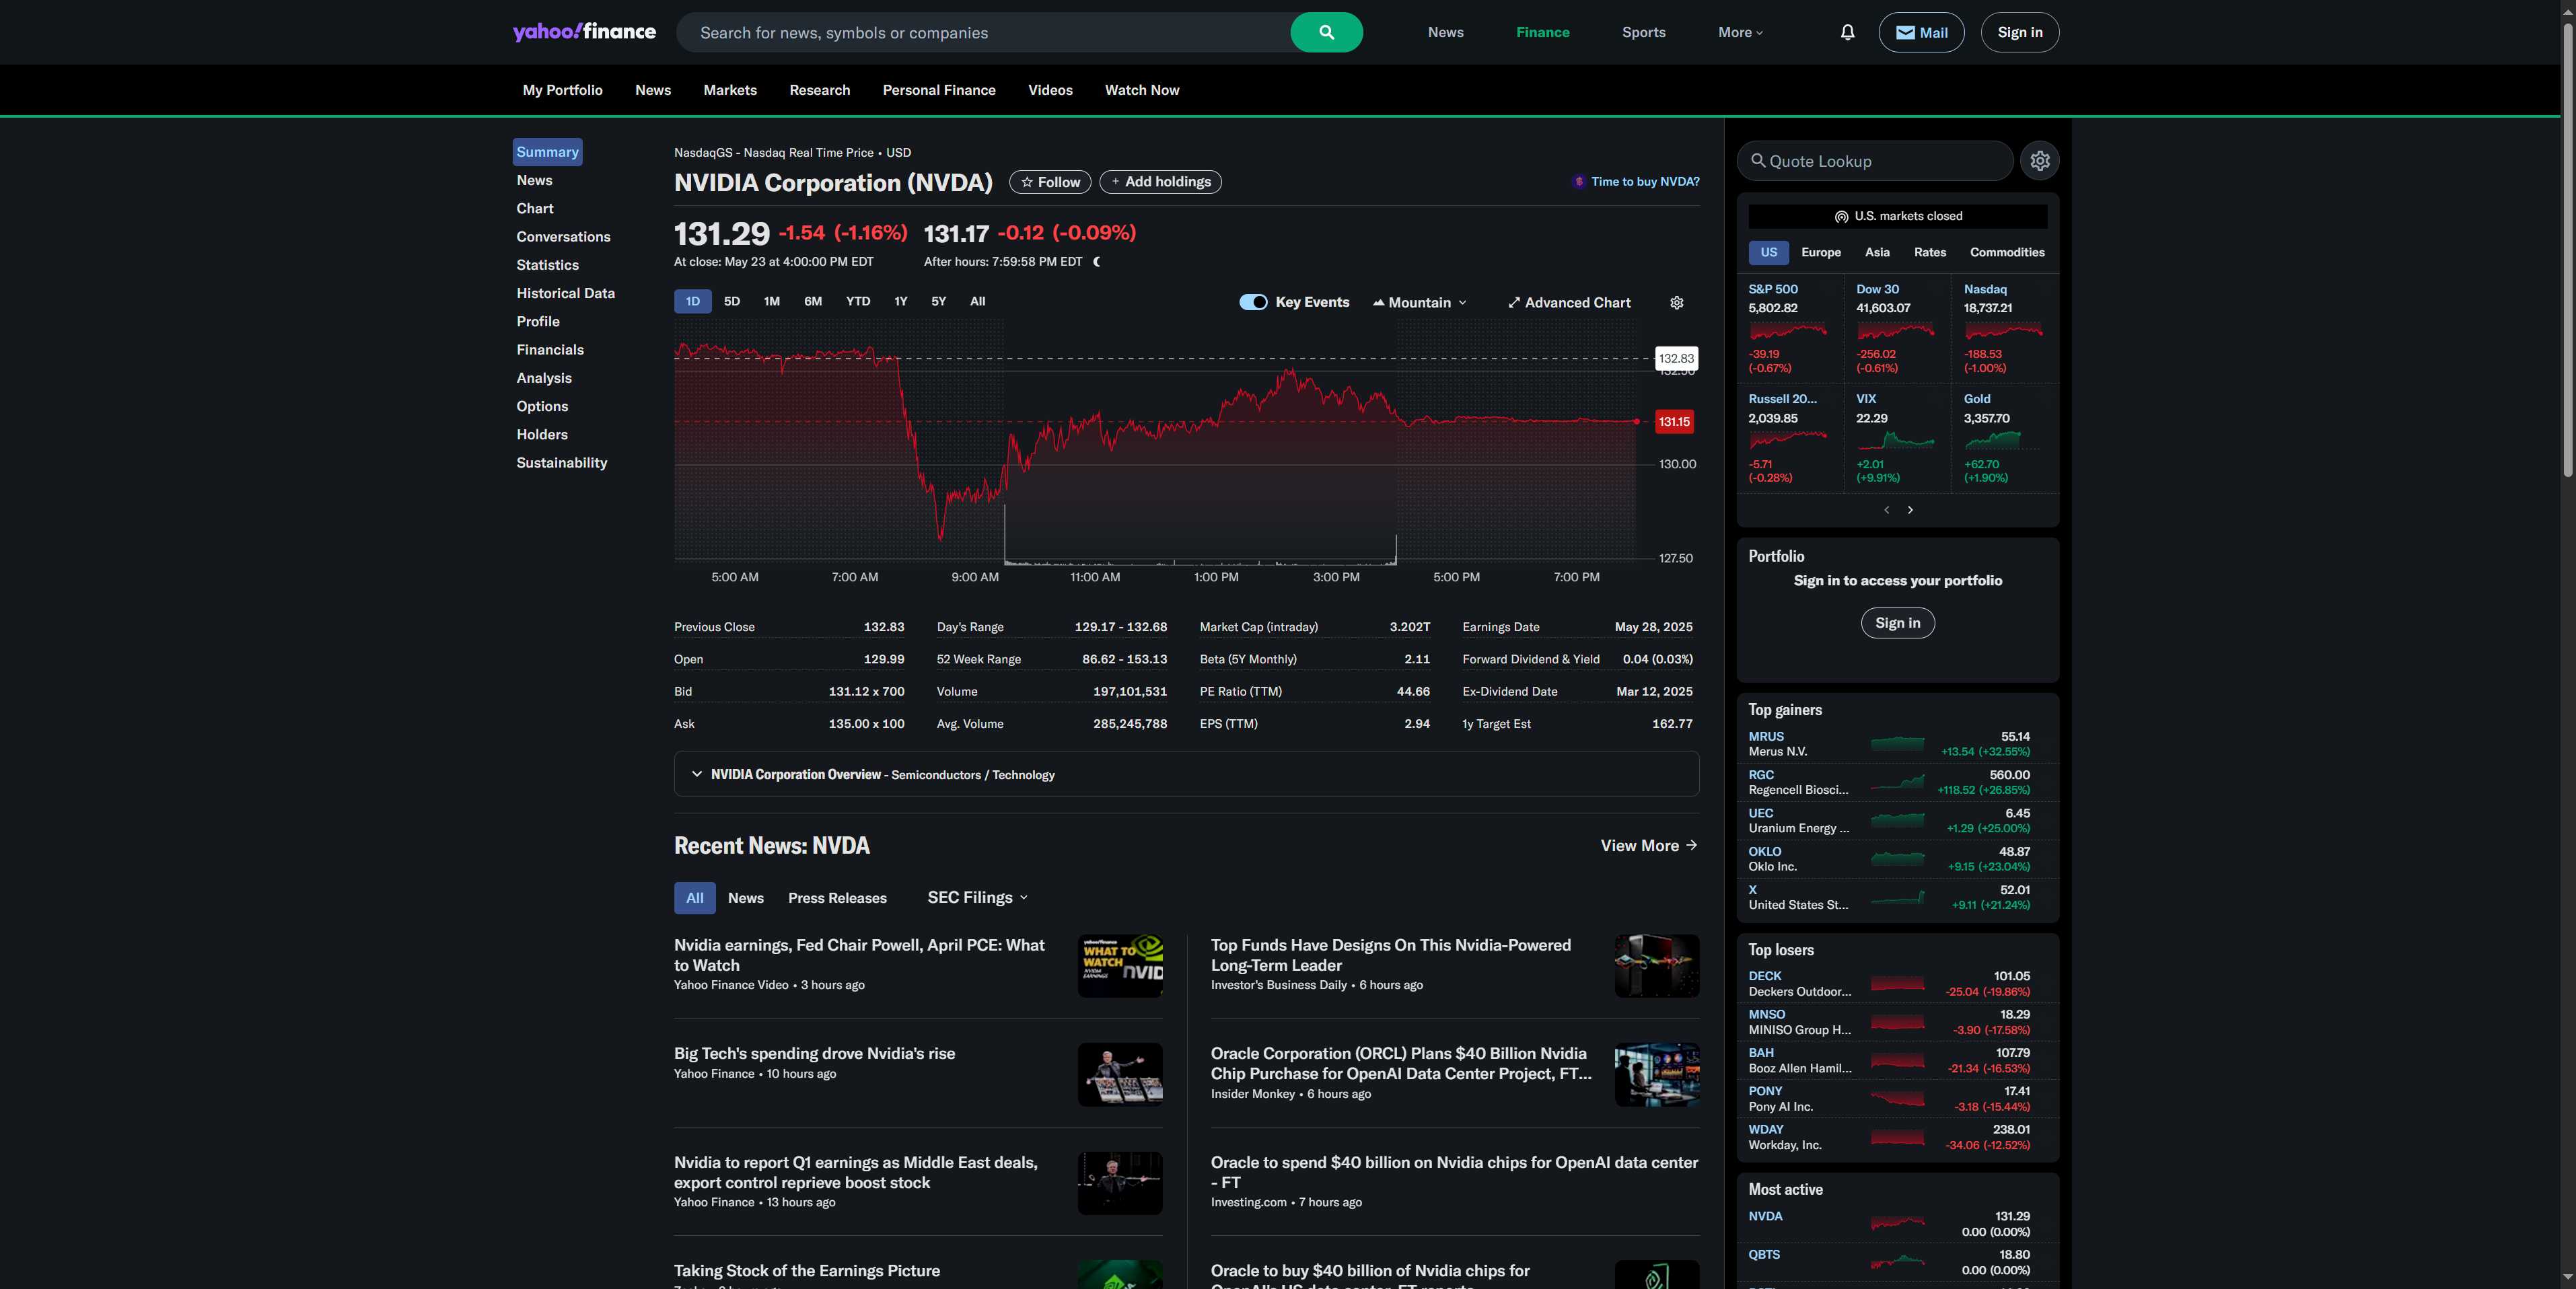 yahoo!finance
Search for news, symbols or companies
News
Finance
Sports
More
Mail
Sign in
My Portfolio
News
Markets
Research
Personal Finance
Videos
Watch Now
Summary
News
Chart
Conversations
Statistics
Historical Data
Profile
Financials
Analysis
Options
Holders
Sustainability
NasdaqGS - Nasdaq Real Time Price • USD
NVIDIA Corporation (NVDA)
Follow
+ Add holdings
Time to buy NVDA?
131.29 -1.54 (-1.16%)
At close: May 23 at 4:00:00 PM EDT
131.17 -0.12 (-0.09%)
After hours: 7:59:58 PM EDT
1D
5D
1M
6M
YTD
1Y
5Y
All
Key Events
Mountain
Advanced Chart
132.83
132.50
131.15
130.00
127.50
5:00 AM
7:00 AM
9:00 AM
11:00 AM
1:00 PM
3:00 PM
5:00 PM
7:00 PM
Previous Close 132.83
Open 129.99
Bid 131.12 x 700
Ask 135.00 x 100
Day's Range 129.17 - 132.68
52 Week Range 86.62 - 153.13
Volume 197,101,531
Avg. Volume 285,245,788
Market Cap (intraday) 3.202T
Beta (5Y Monthly) 2.11
PE Ratio (TTM) 44.66
EPS (TTM) 2.94
Earnings Date May 28, 2025
Forward Dividend & Yield 0.04 (0.03%)
Ex-Dividend Date Mar 12, 2025
1y Target Est 162.77
NVIDIA Corporation Overview - Semiconductors / Technology
Recent News: NVDA
View More
All
News
Press Releases
SEC Filings
Nvidia earnings, Fed Chair Powell, April PCE: What
to Watch
Yahoo Finance Video • 3 hours ago
yahoo!finance
WHAT TO
WATCH
NVIDIA
EARNINGS
NVID
Big Tech's spending drove Nvidia's rise
Yahoo Finance • 10 hours ago
Nvidia to report Q1 earnings as Middle East deals,
export control reprieve boost stock
Yahoo Finance • 13 hours ago
Taking Stock of the Earnings Picture
Top Funds Have Designs On This Nvidia-Powered
Long-Term Leader
Investor's Business Daily • 6 hours ago
Oracle Corporation (ORCL) Plans $40 Billion Nvidia
Chip Purchase for OpenAI Data Center Project, FT...
Insider Monkey • 6 hours ago
Oracle to spend $40 billion on Nvidia chips for OpenAI data center
- FT
Investing.com • 7 hours ago
Oracle to buy $40 billion of Nvidia chips for
Quote Lookup
U.S. markets closed
US
Europe
Asia
Rates
Commodities
S&P 500
5,802.82
-39.19
(-0.67%)
Dow 30
41,603.07
-256.02
(-0.61%)
Nasdaq
18,737.21
-188.53
(-1.00%)
Russell 20...
2,039.85
-5.71
(-0.28%)
VIX
22.29
+2.01
(+9.91%)
Gold
3,357.70
+62.70
(+1.90%)
Portfolio
Sign in to access your portfolio
Sign in
Top gainers
MRUS 55.14
Merus N.V. +13.54 (+32.55%)
RGC 560.00
Regencell Biosci... +118.52 (+26.85%)
UEC 6.45
Uranium Energy ... +1.29 (+25.00%)
OKLO 48.87
Oklo Inc. +9.15 (+23.04%)
X 52.01
United States St... +9.11 (+21.24%)
Top losers
DECK 101.05
Deckers Outdoor... -25.04 (-19.86%)
MNSO 18.29
MINISO Group H... -3.90 (-17.58%)
BAH 107.79
Booz Allen Hamil... -21.34 (-16.53%)
PONY 17.41
Pony AI Inc. -3.18 (-15.44%)
WDAY 238.01
Workday, Inc. -34.06 (-12.52%)
Most active
NVDA 131.29
0.00 (0.00%)
QBTS 18.80
0.00 (0.00%)